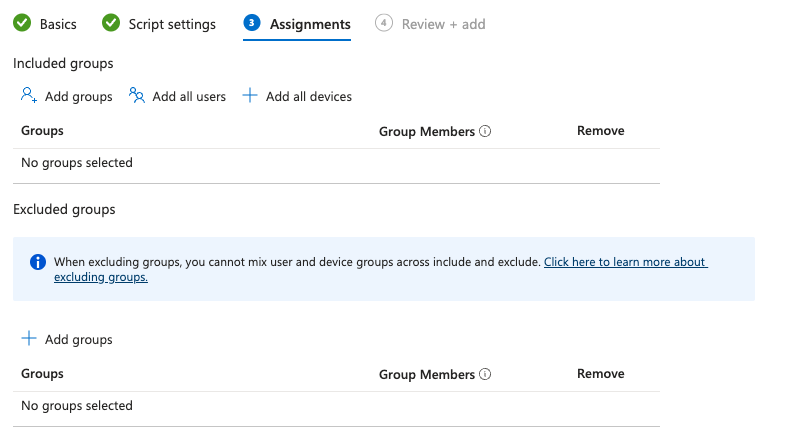 Basics Script settings 3 Assignments 4 Review + add
Included groups
Add groups Add all users Add all devices
Groups Group Members Remove
No groups selected
Excluded groups
When excluding groups, you cannot mix user and device groups across include and exclude. Click here to learn more about
excluding groups.
Add groups
Groups Group Members Remove
No groups selected